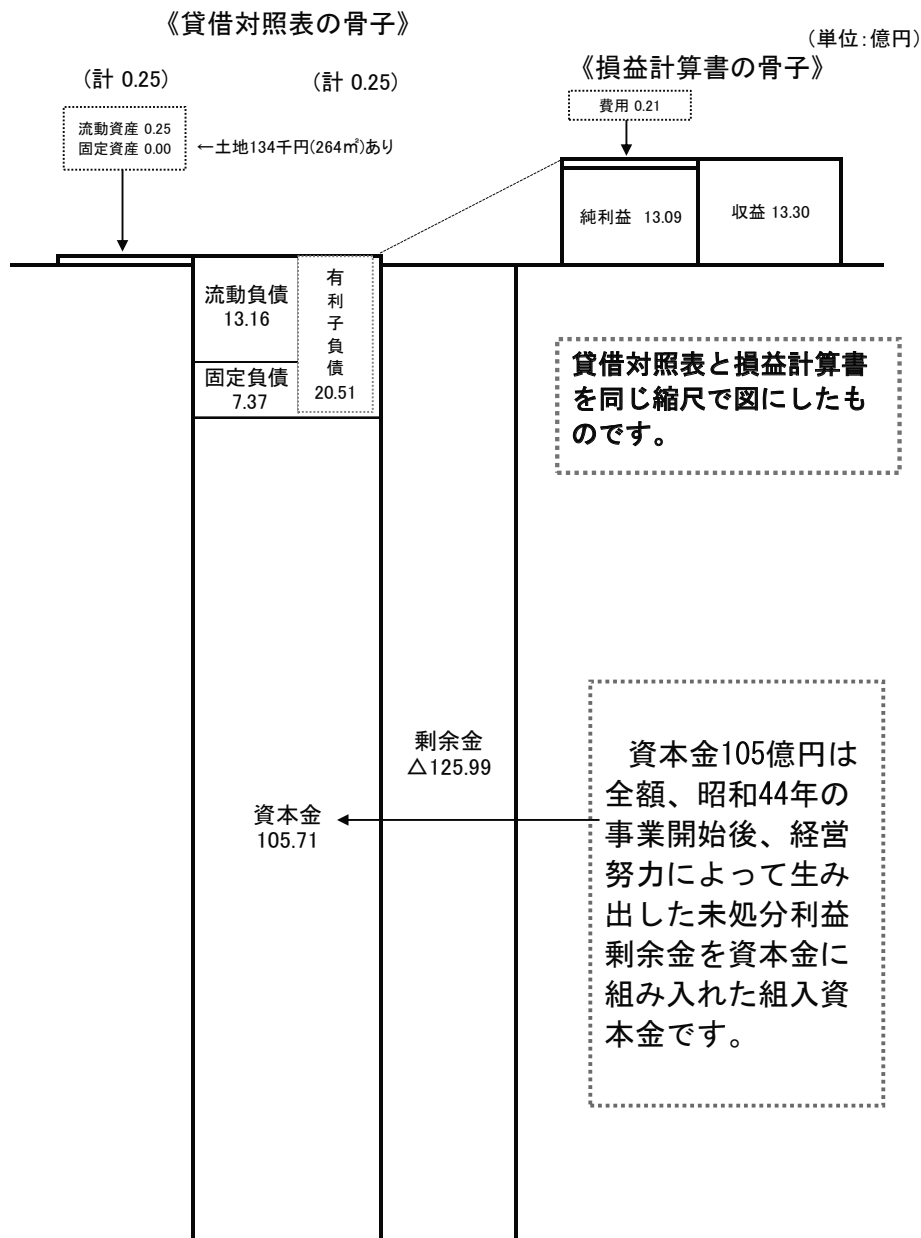 《貸借対照表の骨子》
(単位：億円)
《損益計算書の骨子》
(計 0.25)
(計 0.25)
費用 0.21
流動資産 0.25
固定資産 0.00
←土地134千円(264㎡)あり
純利益 13.09
収益 13.30
流動負債
13.16
固定負債
7.37
有
利
子
負
債
20.51
貸借対照表と損益計算書
を同じ縮尺で図にしたも
のです。
剰余金
△125.99
資本金
105.71
資本金105億円は
全額、昭和44年の
事業開始後、経営
努力によって生み
出した未処分利益
剰余金を資本金に
組み入れた組入資
本金です。